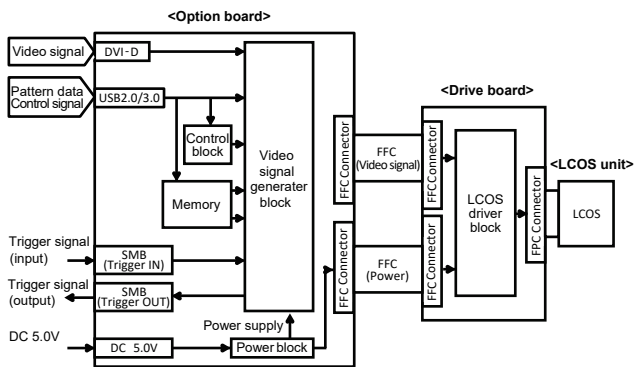 <Option board>
Video signal
DVI-D
Pattern data
Control signal
USB2.0/3.0
Control
block
Memory
Video
signal
generater
block
Trigger signal
(input)
SMB
(Trigger IN)
Trigger signal
(output)
SMB
(Trigger OUT)
DC 5.0V
DC 5.0V
Power supply
Power block
FFC Connector
FFC
(Video signal)
FFC Connector
FFC Connector
FFC
(Power)
FFC Connector
<Drive board>
LCOS
driver
block
FPC Connector
<LCOS unit>
LCOS